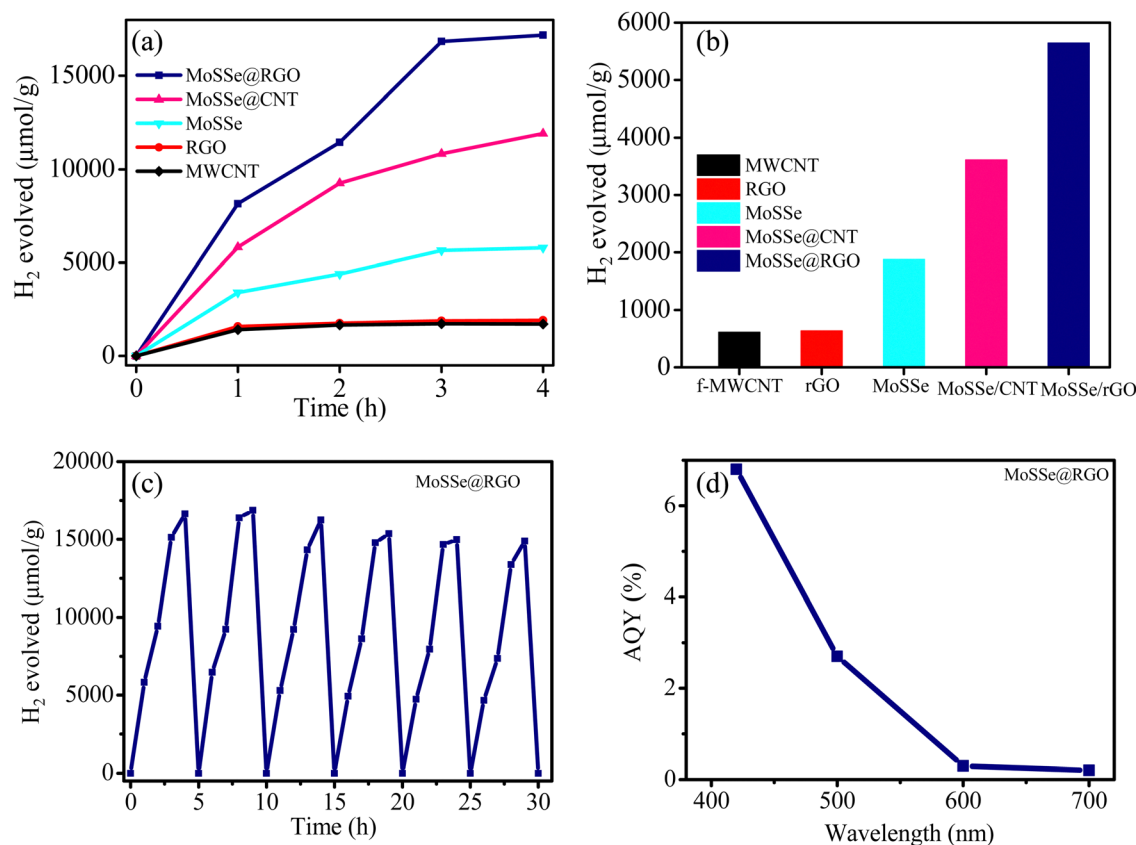 (a)
H₂ evolved (μmol/g)
15000
10000
5000
0
MoSSe@RGO
MoSSe@CNT
MoSSe
RGO
MWCNT
0 1 2 3 4
Time (h)
(b)
H₂ evolved (μmol/g)
6000
5000
4000
3000
2000
1000
0
MWCNT
RGO
MoSSe
MoSSe@CNT
MoSSe@RGO
f-MWCNT rGO MoSSe MoSSe/CNT MoSSe/rGO
(c)
MoSSe@RGO
H₂ evolved (μmol/g)
20000
15000
10000
5000
0
0 5 10 15 20 25 30
Time (h)
(d)
MoSSe@RGO
AQY (%)
6
4
2
0
400 500 600 700
Wavelength (nm)